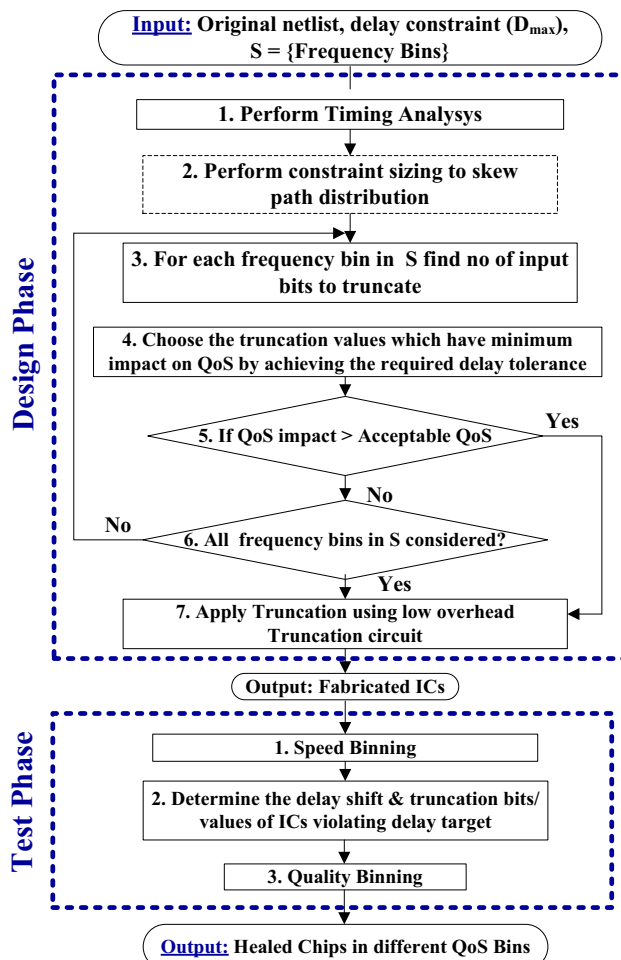 Input: Original netlist, delay constraint (Dmax),
S = {Frequency Bins}
Design Phase
1. Perform Timing Analysys
2. Perform constraint sizing to skew
path distribution
3. For each frequency bin in S find no of input
bits to truncate
4. Choose the truncation values which have minimum
impact on QoS by achieving the required delay tolerance
5. If QoS impact > Acceptable QoS
Yes
No
No
6. All frequency bins in S considered?
Yes
7. Apply Truncation using low overhead
Truncation circuit
Output: Fabricated ICs
Test Phase
1. Speed Binning
2. Determine the delay shift & truncation bits/
values of ICs violating delay target
3. Quality Binning
Output: Healed Chips in different QoS Bins